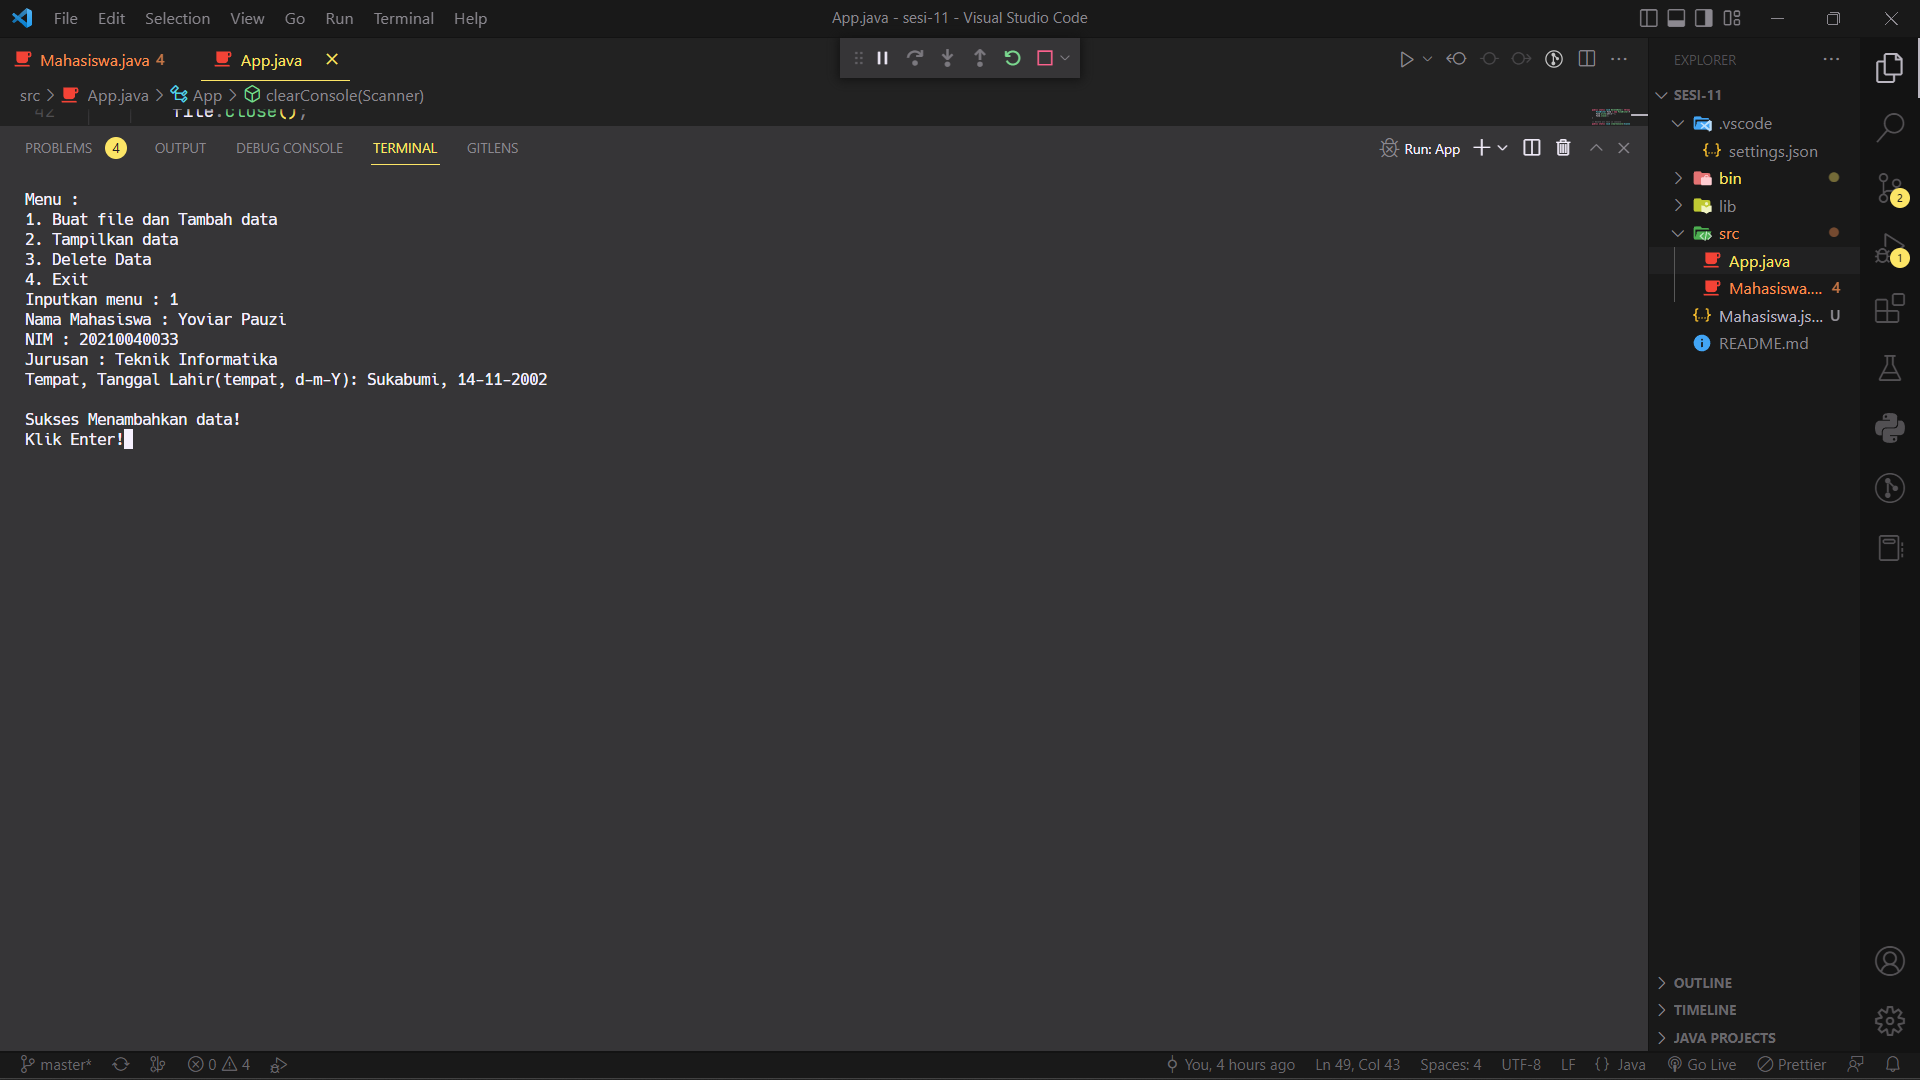 File Edit Selection View Go Run Terminal Help
App.java - sesi-11 - Visual Studio Code
Mahasiswa.java 4
App.java
src > App.java > App > clearConsole(Scanner)
42 file.close();
PROBLEMS 4 OUTPUT DEBUG CONSOLE TERMINAL GITLENS
Run: App
Menu :
1. Buat file dan Tambah data
2. Tampilkan data
3. Delete Data
4. Exit
Inputkan menu : 1
Nama Mahasiswa : Yoviar Pauzi
NIM : 20210040033
Jurusan : Teknik Informatika
Tempat, Tanggal Lahir(tempat, d-m-Y): Sukabumi, 14-11-2002
Sukses Menambahkan data!
Klik Enter!
EXPLORER
SESI-11
.vscode
settings.json
bin
lib
src
App.java
Mahasiswa.... 4
Mahasiswa.js... U
README.md
OUTLINE
TIMELINE
JAVA PROJECTS
2
1
master* 0 4
You, 4 hours ago Ln 49, Col 43 Spaces: 4 UTF-8 LF {} Java Go Live Prettier